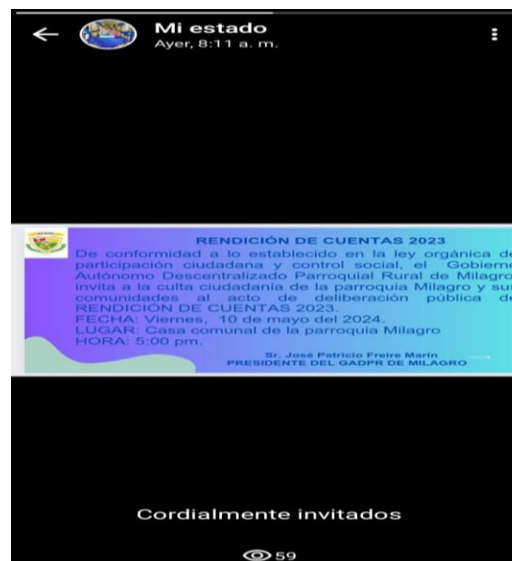 Mi estado
Ayer, 8:11 a. m.
RENDICIÓN DE CUENTAS 2023
De conformidad a lo establecido en la ley orgánica de
participación ciudadana y control social, el Gobierno
Autónomo Descentralizado Parroquial Rural de Milagro
invita a la culta ciudadanía de la parroquia Milagro y sus
comunidades al acto de deliberación pública de
RENDICIÓN DE CUENTAS 2023.
FECHA: Viernes, 10 de mayo del 2024.
LUGAR: Casa comunal de la parroquia Milagro
HORA: 5:00 pm.
Sr. José Patricio Freire Marin
PRESIDENTE DEL GADPR DE MILAGRO
Cordialmente invitados
59